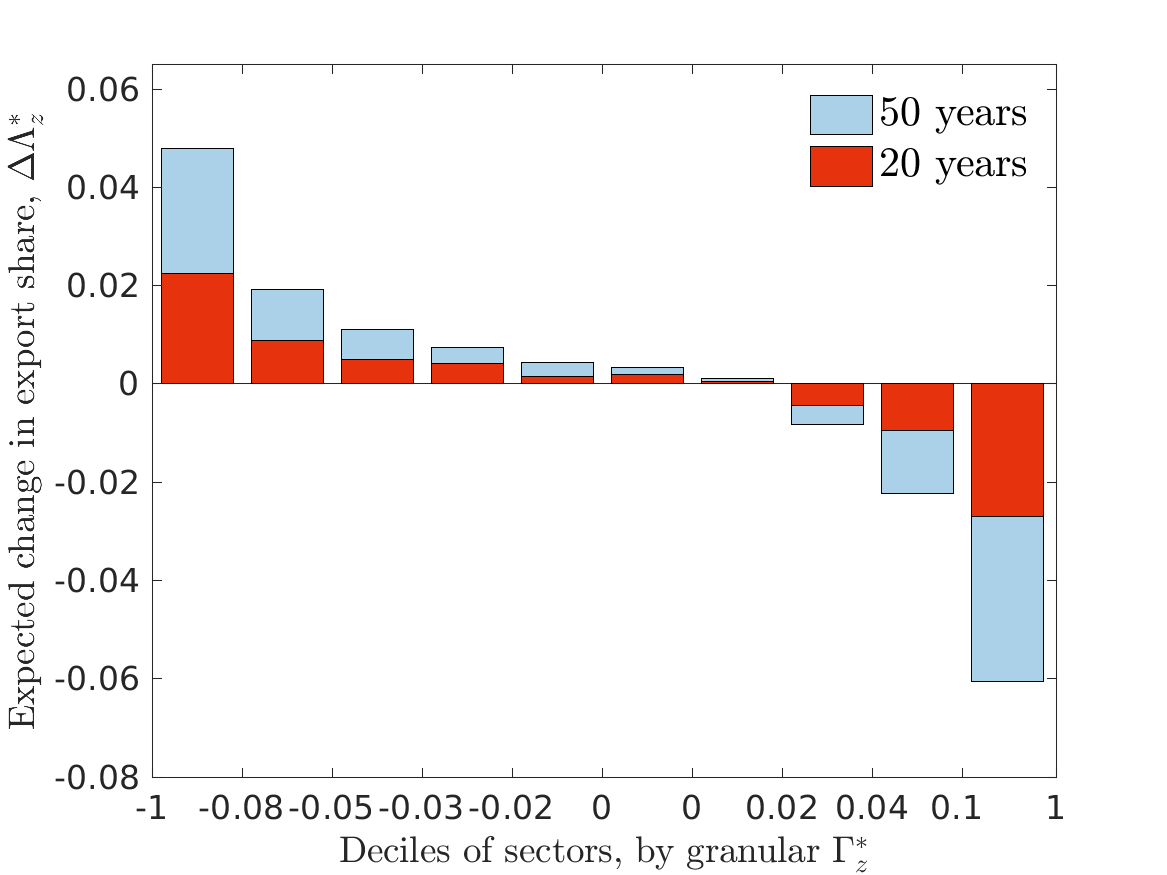 Expected change in export share, ΔΛ*z
0.06
0.04
0.02
0
-0.02
-0.04
-0.06
-0.08
50 years
20 years
-1 -0.08 -0.05 -0.03 -0.02 0 0 0.02 0.04 0.1 1
Deciles of sectors, by granular Γ*z